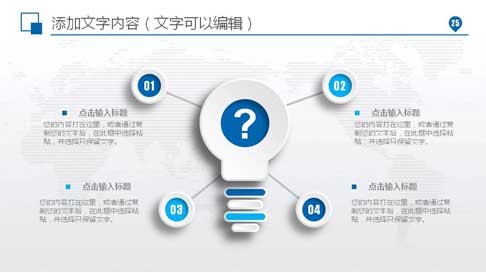 添加文字内容（文字可以编辑）
25
01
02
?
点击输入标题
您的内容打在这里，或者通过复
制您的文本后，在此框中选择粘
贴，并选择只保留文字。
点击输入标题
您的内容打在这里，或者通过复
制您的文本后，在此框中选择粘
贴，并选择只保留文字。
点击输入标题
您的内容打在这里，或者通过复
制您的文本后，在此框中选择粘
贴，并选择只保留文字。
点击输入标题
您的内容打在这里，或者通过复
制您的文本后，在此框中选择粘
贴，并选择只保留文字。
03
04